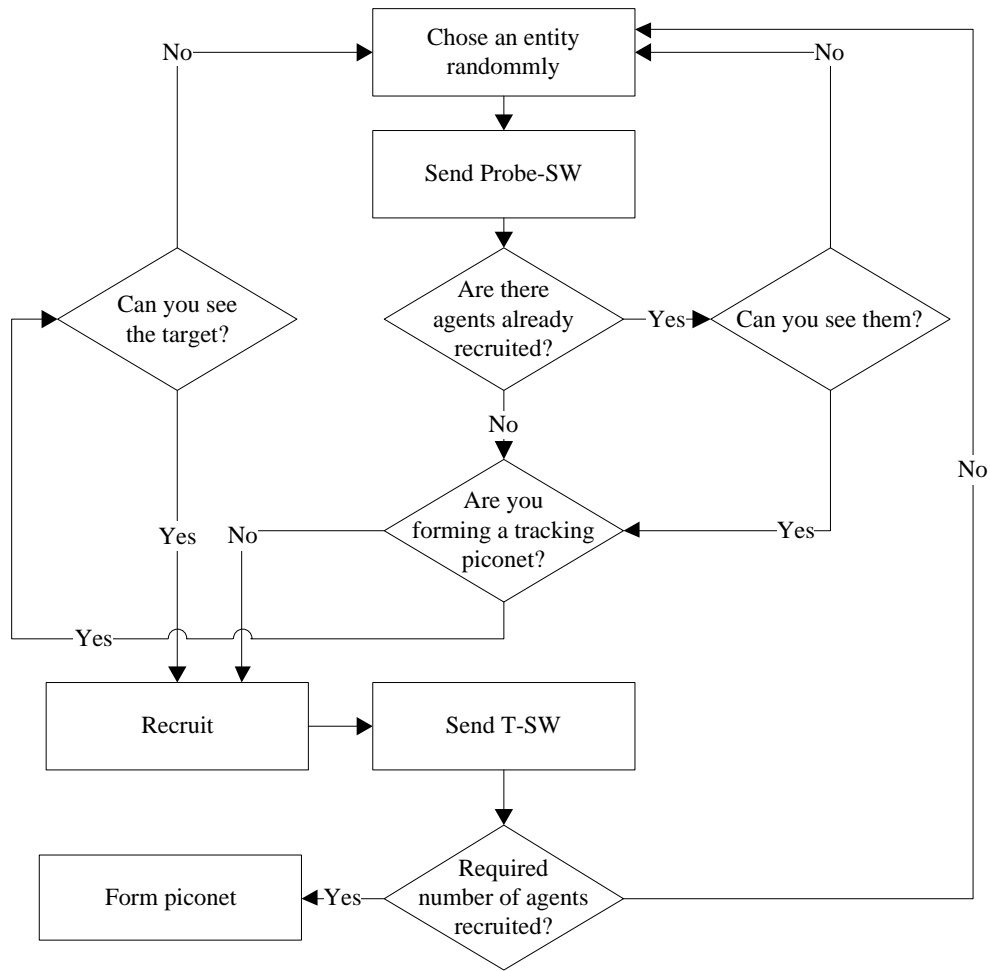 Chose an entity
randommly
No
No
Send Probe-SW
Can you see
the target?
Are there
agents already
recruited?
Yes
Can you see them?
No
No
Are you
forming a tracking
piconet?
Yes
No
Yes
Yes
Recruit
Send T-SW
Form piconet
Yes
Required
number of agents
recruited?